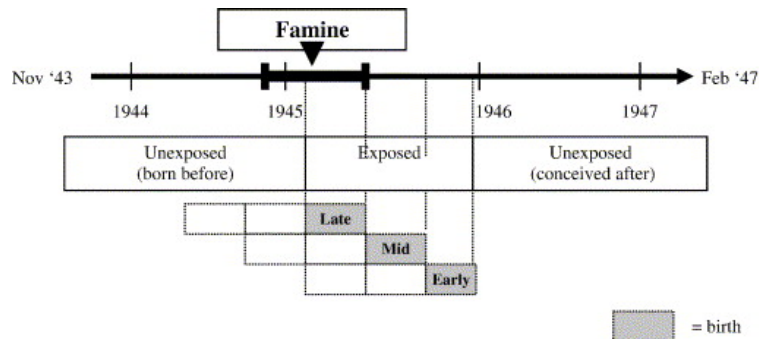 Famine
Nov ‘43
Feb ‘47
1944
1945
1946
1947
Unexposed
(born before)
Exposed
Unexposed
(conceived after)
Late
Mid
Early
= birth